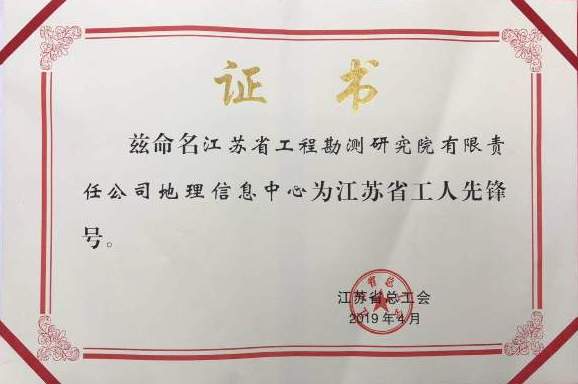 证书
兹命名江苏省工程勘测研究院有限责
任公司地理信息中心为江苏省工人先锋
号。
江苏省总工会
2019年4月